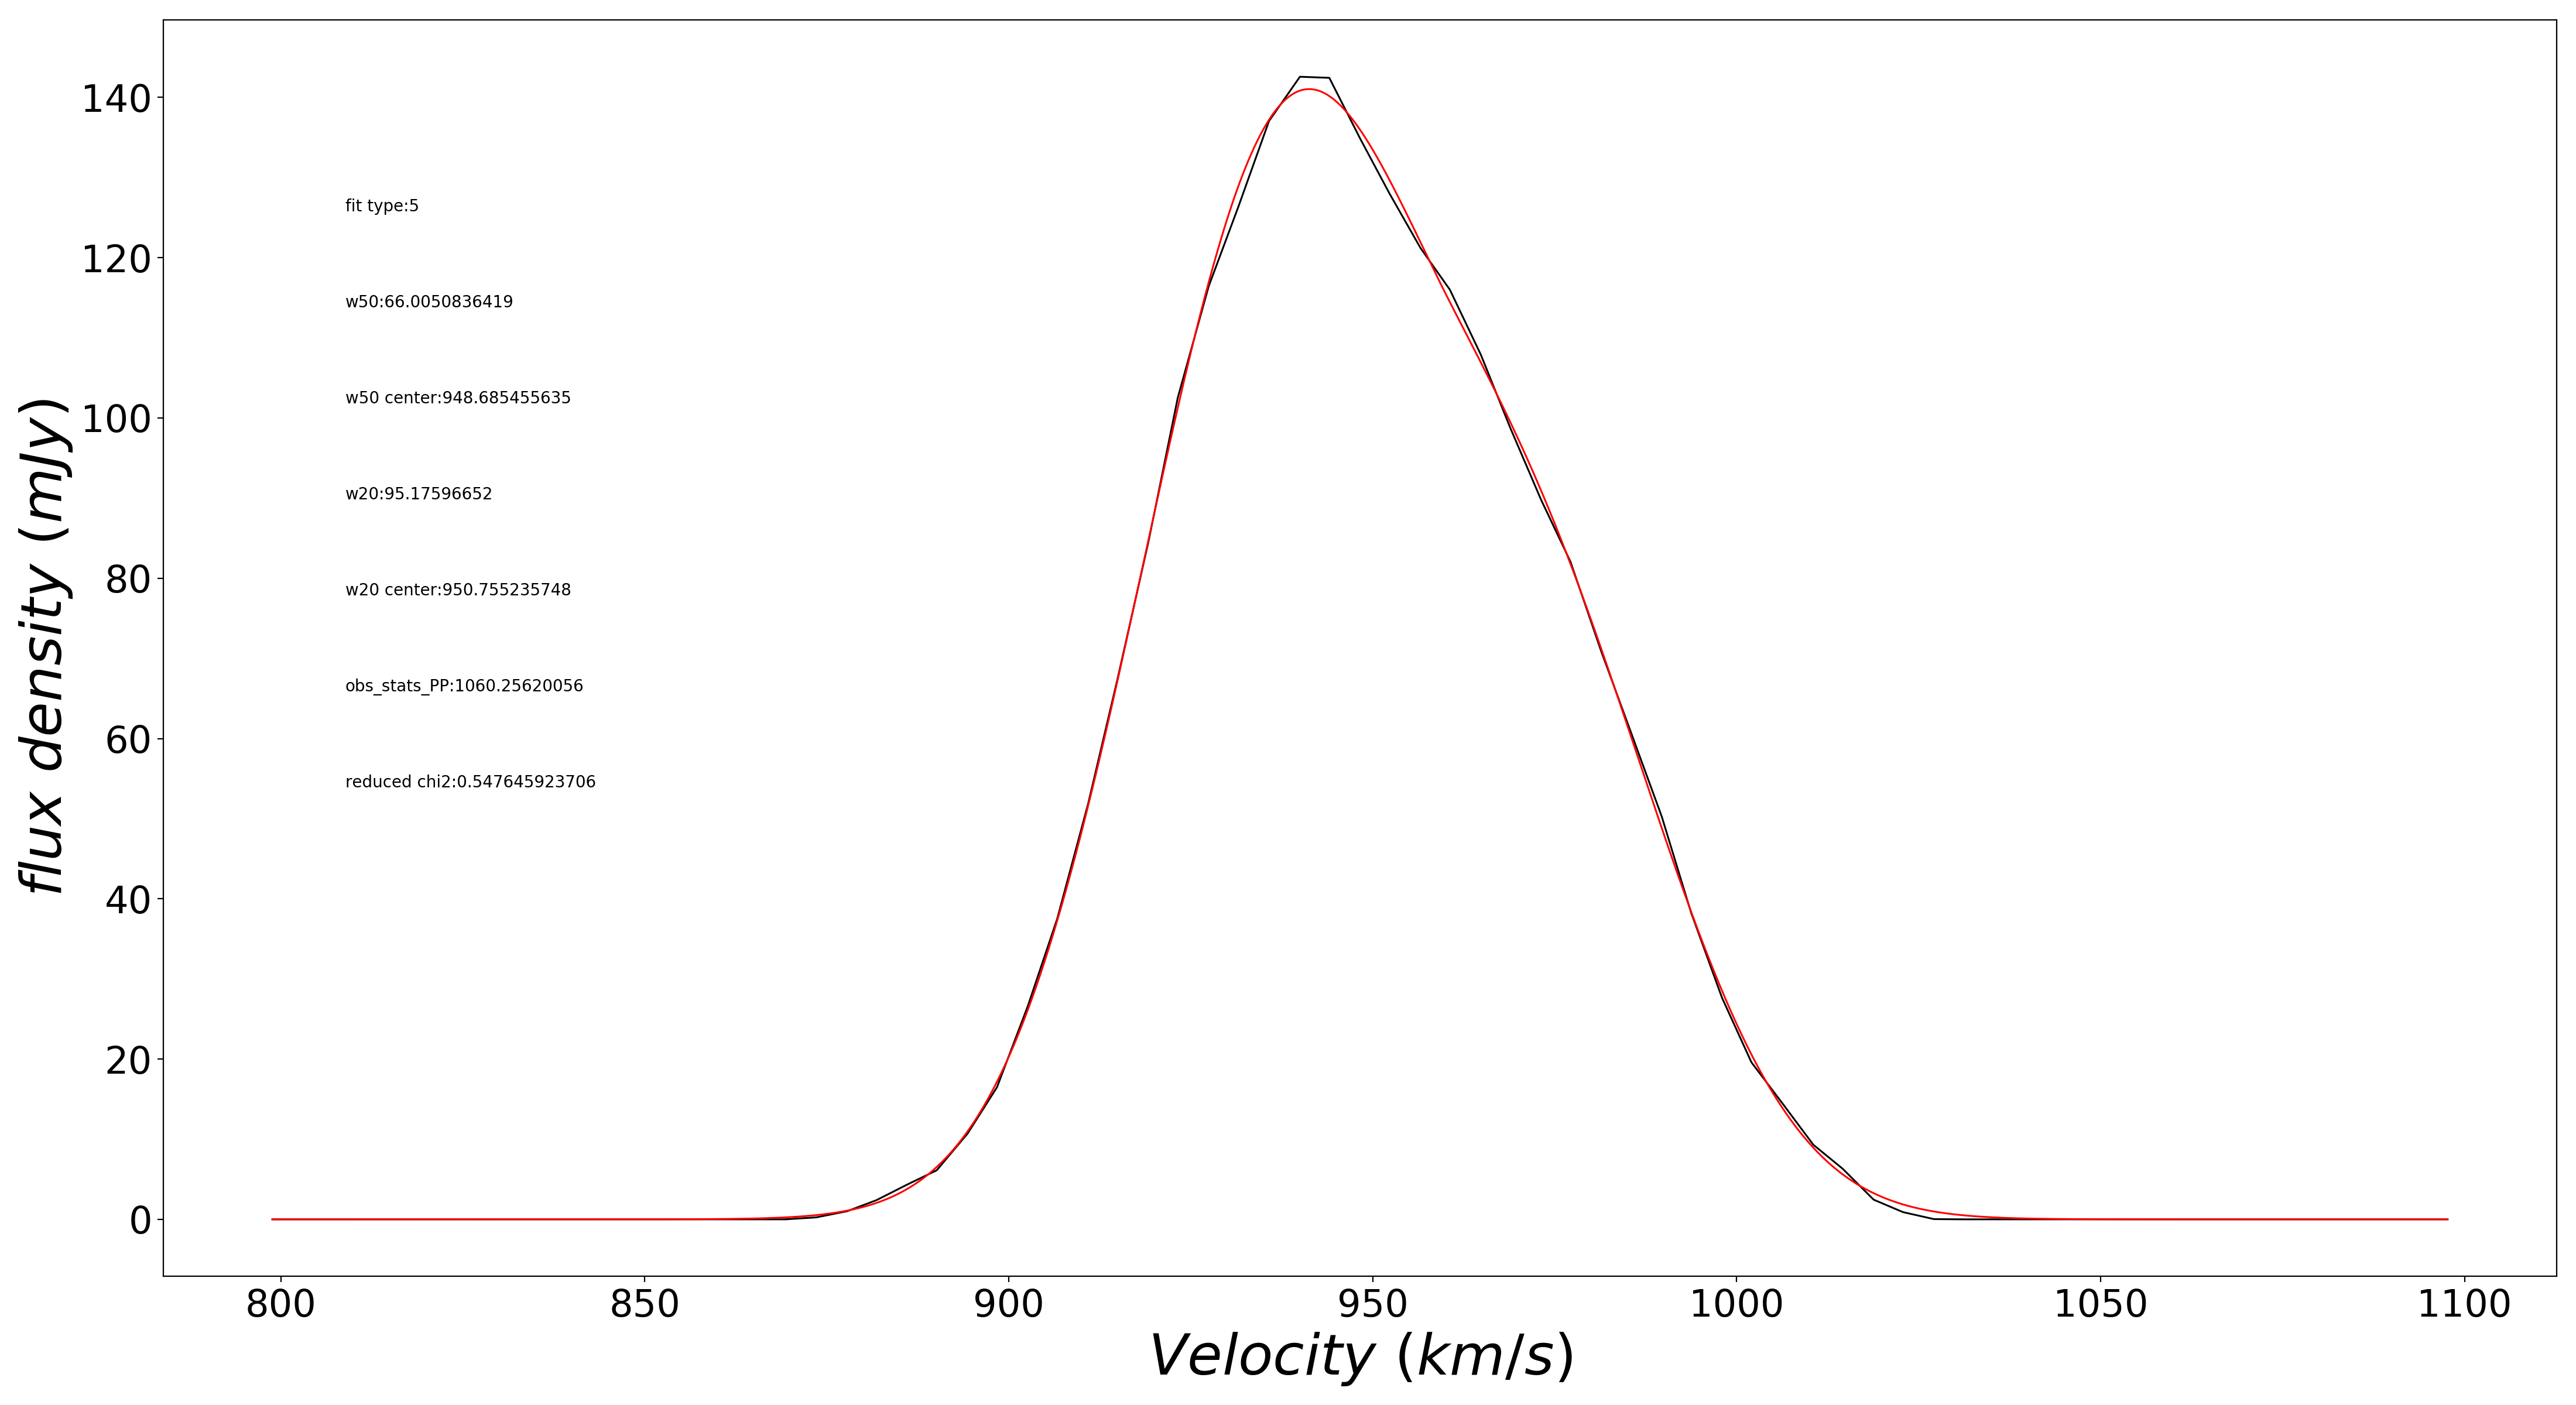 140
120
100
80
60
40
20
0
flux density (mJy)
fit type:5
w50:66.0050836419
w50 center:948.685455635
w20:95.17596652
w20 center:950.755235748
obs_stats_PP:1060.25620056
reduced chi2:0.547645923706
800 850 900 950 1000 1050 1100
Velocity (km/s)